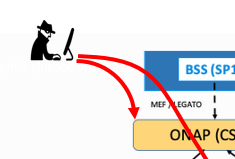 BSS (SP1
MEF / LEGATO
ONAP (CS